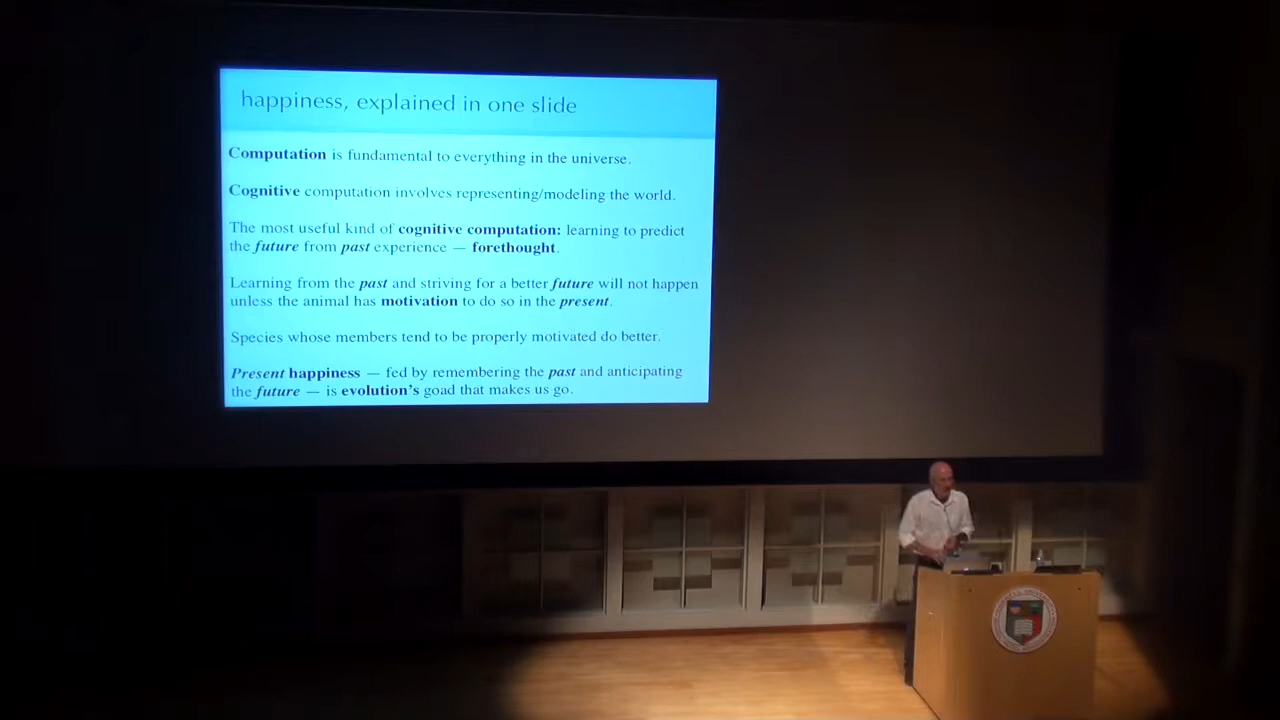 happiness, explained in one slide
Computation is fundamental to everything in the universe.
Cognitive computation involves representing/modeling the world.
The most useful kind of cognitive computation: learning to predict
the future from past experience — forethought.
Learning from the past and striving for a better future will not happen
unless the animal has motivation to do so in the present.
Species whose members tend to be properly motivated do better.
Present happiness — fed by remembering the past and anticipating
the future — is evolution's goad that makes us go.